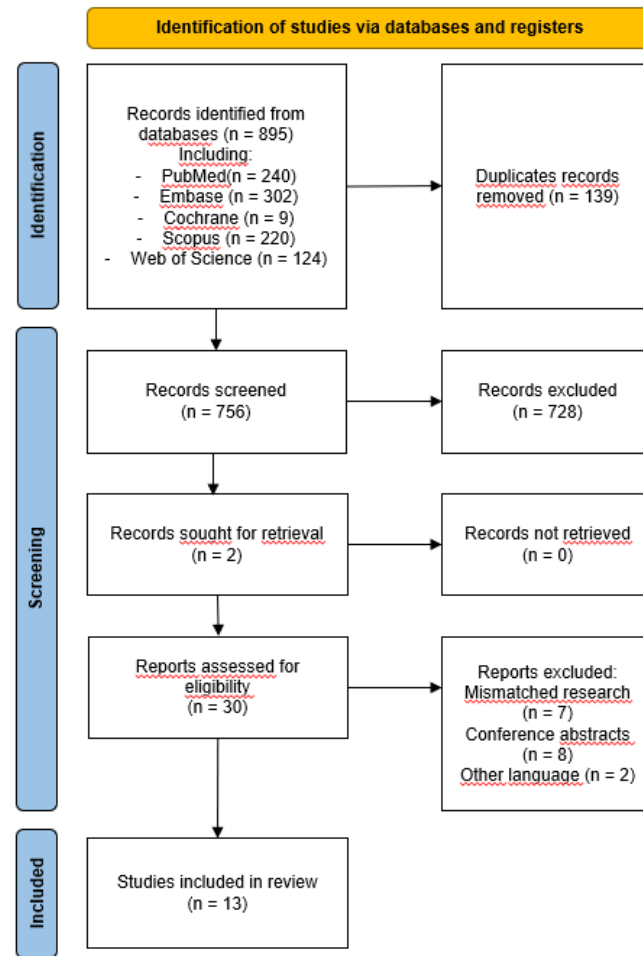 Identification of studies via databases and registers
Identification
Records identified from
databases (n = 895)
Including:
- PubMed(n = 240)
- Embase (n = 302)
- Cochrane (n = 9)
- Scopus (n = 220)
- Web of Science (n = 124)
Duplicates records
removed (n = 139)
Screening
Records screened
(n = 756)
Records excluded
(n = 728)
Records sought for retrieval
(n = 2)
Records not retrieved
(n = 0)
Reports assessed for
eligibility
(n = 30)
Reports excluded:
Mismatched research
(n = 7)
Conference abstracts
(n = 8)
Other language (n = 2)
Included
Studies included in review
(n = 13)